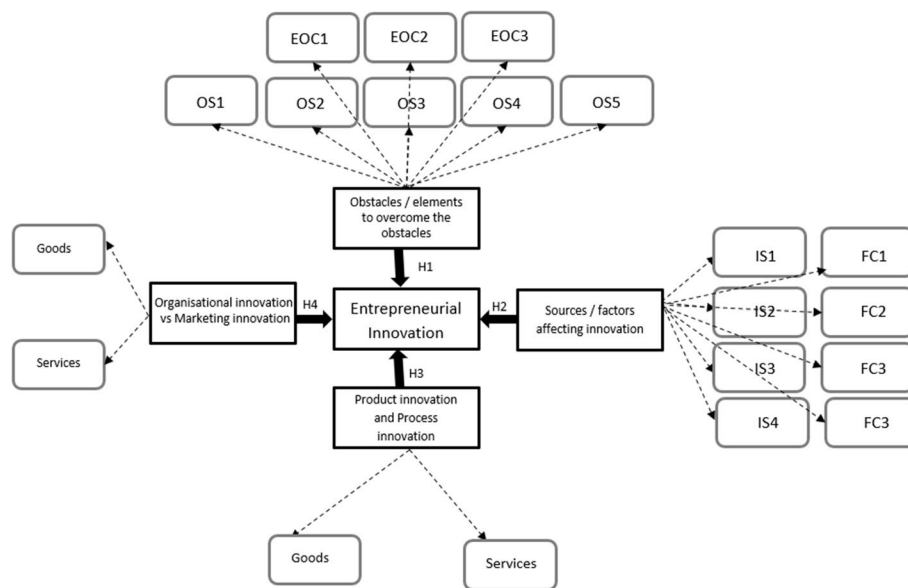 EOC1
EOC2
EOC3
OS1
OS2
OS3
OS4
OS5
Obstacles / elements
to overcome the
obstacles
H1
Goods
Services
Organisational innovation
vs Marketing innovation
H4
Entrepreneurial
Innovation
H2
Sources / factors
affecting innovation
IS1
FC1
IS2
FC2
IS3
FC3
IS4
FC3
H3
Product innovation
and Process
innovation
Goods
Services